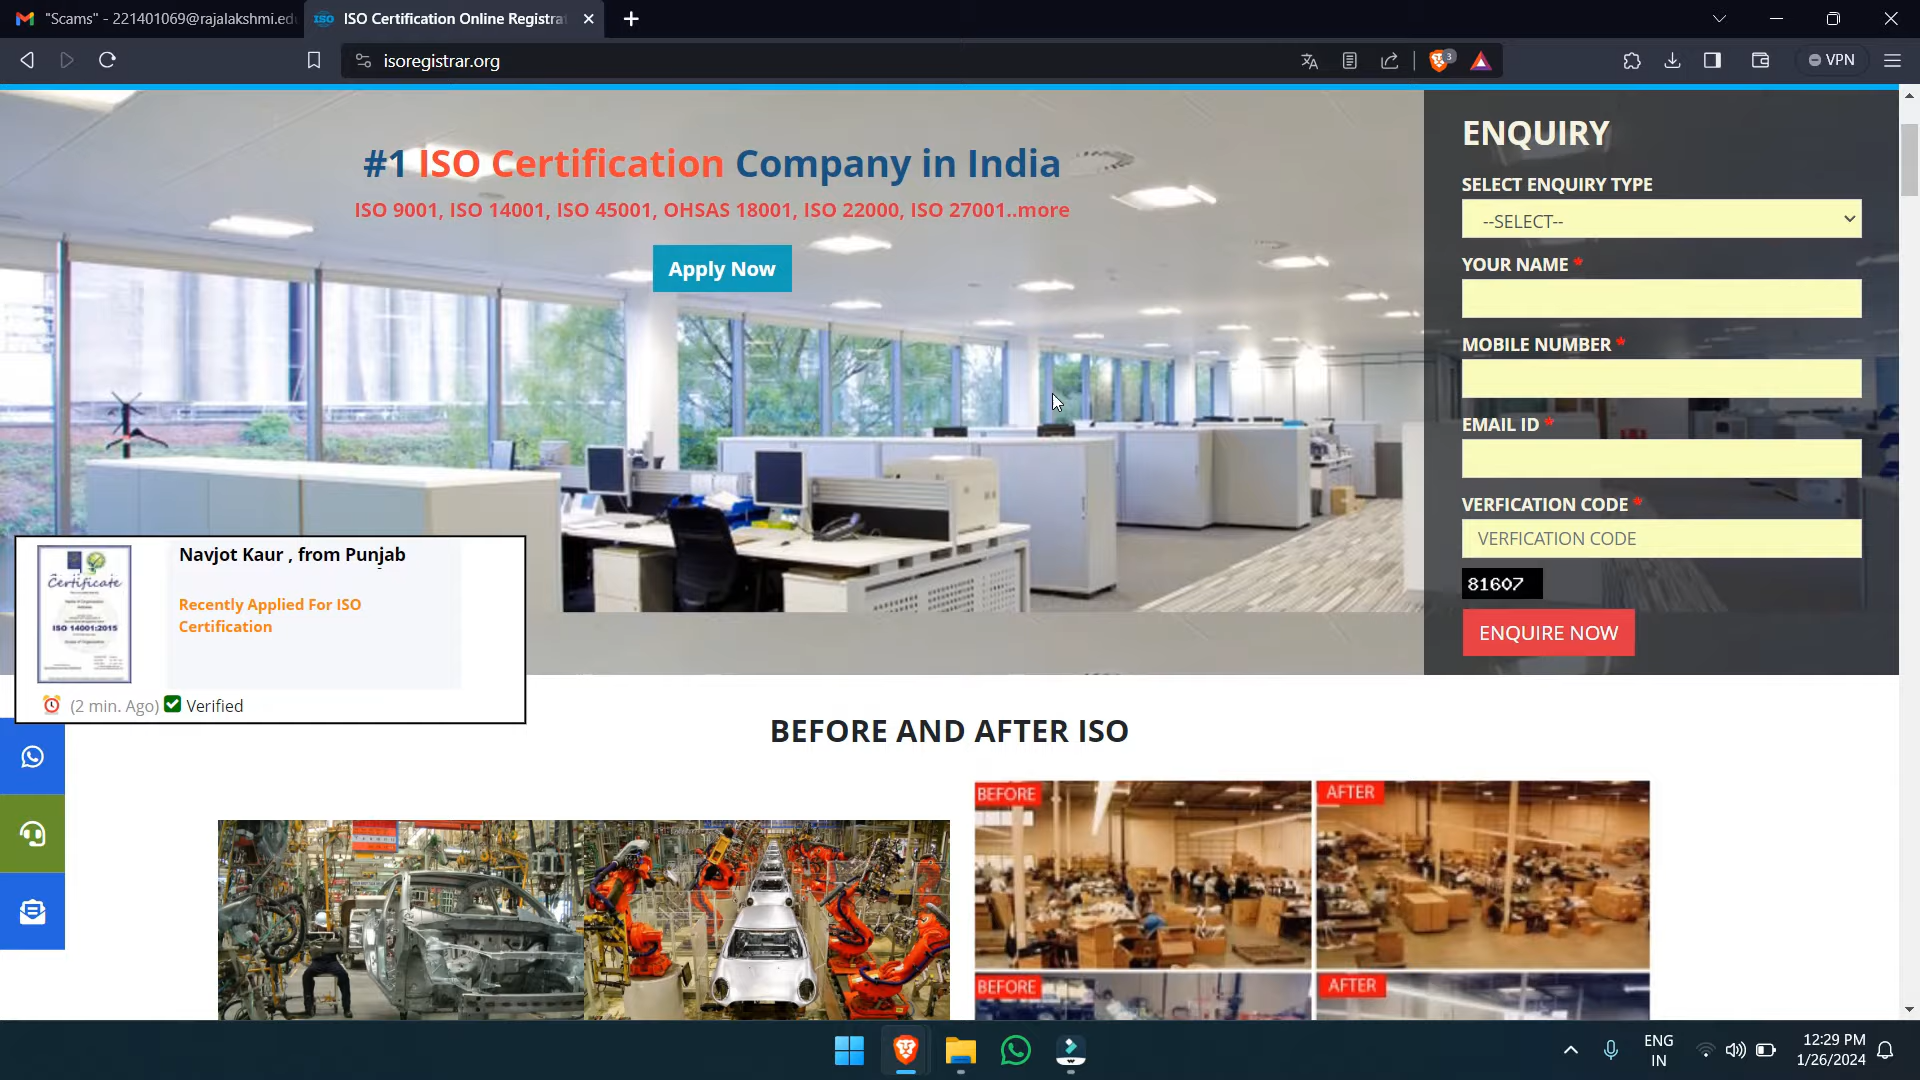 "Scams" - 221401069@rajalakshmi.edu
ISO Certification Online Registra
isoregistrar.org
3
VPN
#1 ISO Certification Company in India
ISO 9001, ISO 14001, ISO 45001, OHSAS 18001, ISO 22000, ISO 27001..more
Apply Now
ENQUIRY
SELECT ENQUIRY TYPE
--SELECT--
YOUR NAME *
MOBILE NUMBER *
EMAIL ID *
VERFICATION CODE *
VERFICATION CODE
81607
ENQUIRE NOW
Certificate
ISO 14001:2015
Navjot Kaur , from Punjab
Recently Applied For ISO
Certification
(2 min. Ago) Verified
BEFORE AND AFTER ISO
BEFORE
AFTER
BEFORE
AFTER
ENG
IN
12:29 PM
1/26/2024